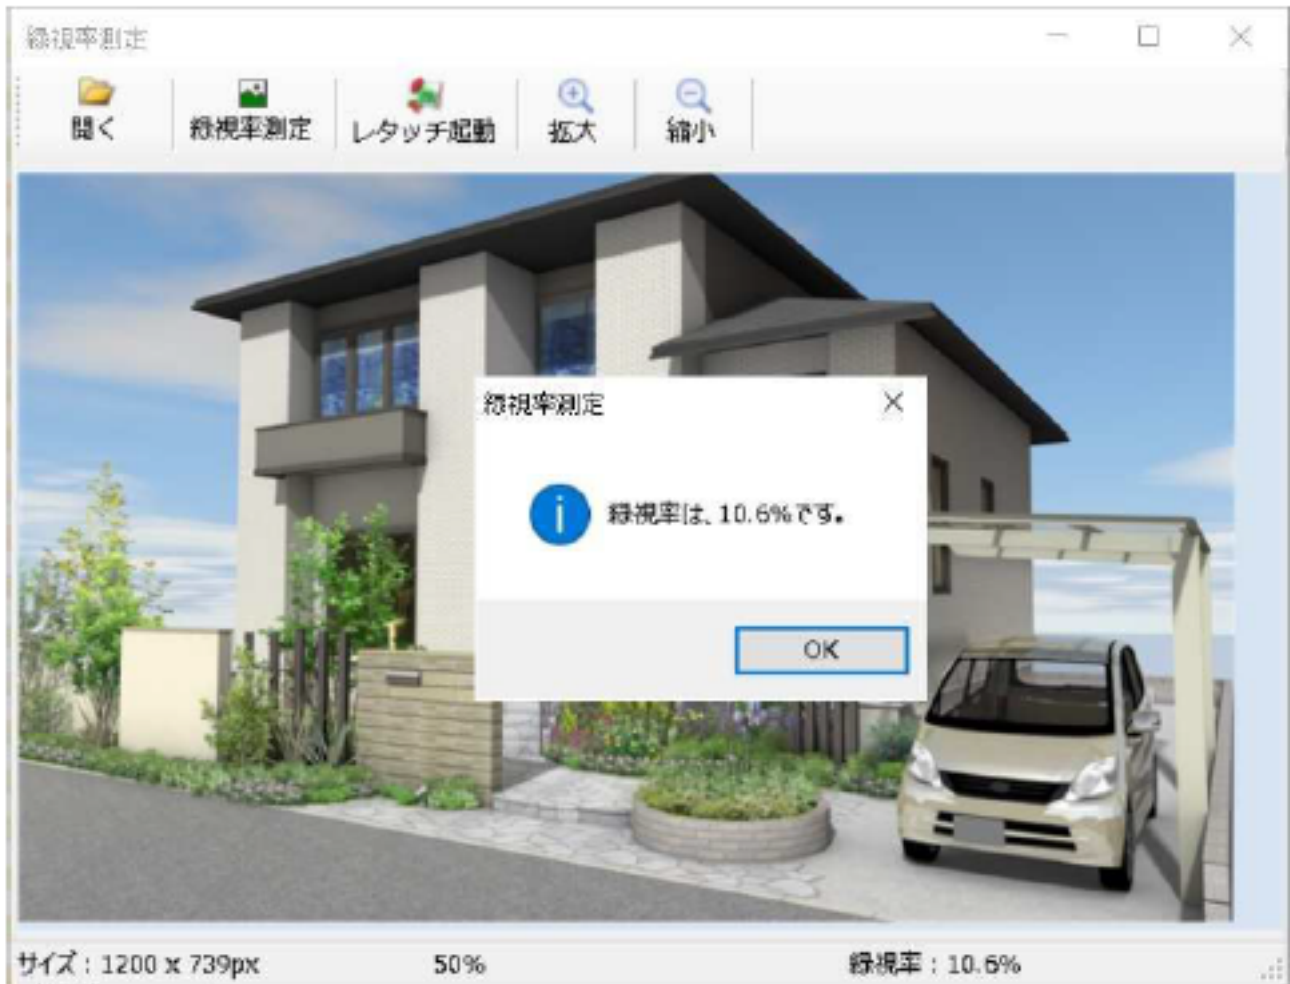 緑視率測定
開く
緑視率測定
レタッチ起動
拡大
縮小
緑視率測定
緑視率は、10.6%です。
OK
サイズ：1200 x 739px
50%
緑視率：10.6%